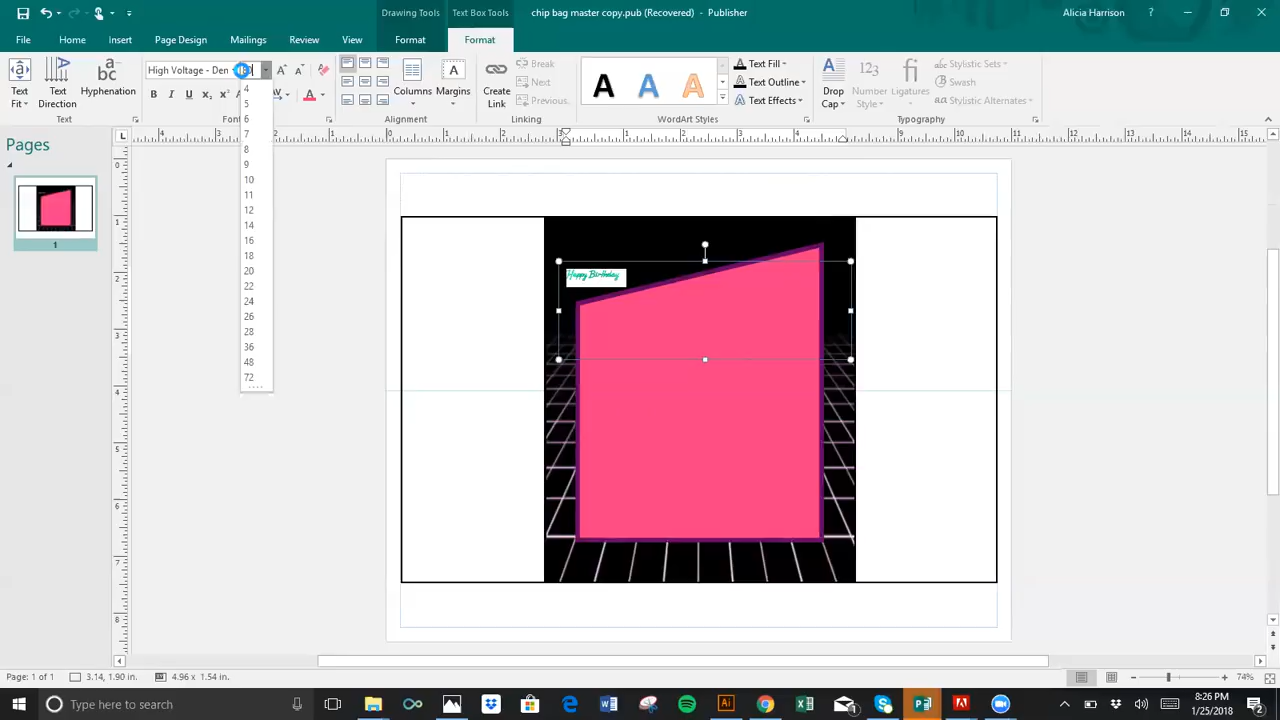 Drawing Tools
Text Box Tools
chip bag master copy.pub (Recovered) - Publisher
Alicia Harrison
?
File
Home
Insert
Page Design
Mailings
Review
View
Format
Format
High Voltage - Den
Text Fit
Text Direction
abc
Hyphenation
B I U
Columns
Margins
Create Link
Break
Next
Previous
Text Fill
Text Outline
Text Effects
Drop Cap
123
Number Style
fi
Ligatures
Stylistic Sets
Swash
Stylistic Alternates
Text
Font
Alignment
Linking
WordArt Styles
Typography
4
5
6
7
8
9
10
11
12
14
16
18
20
22
24
26
28
36
48
72
Pages
1
Happy Birthday
Page: 1 of 1
3.14, 1.90 in.
4.96 x 1.54 in.
74%
Type here to search
8:26 PM
1/25/2018